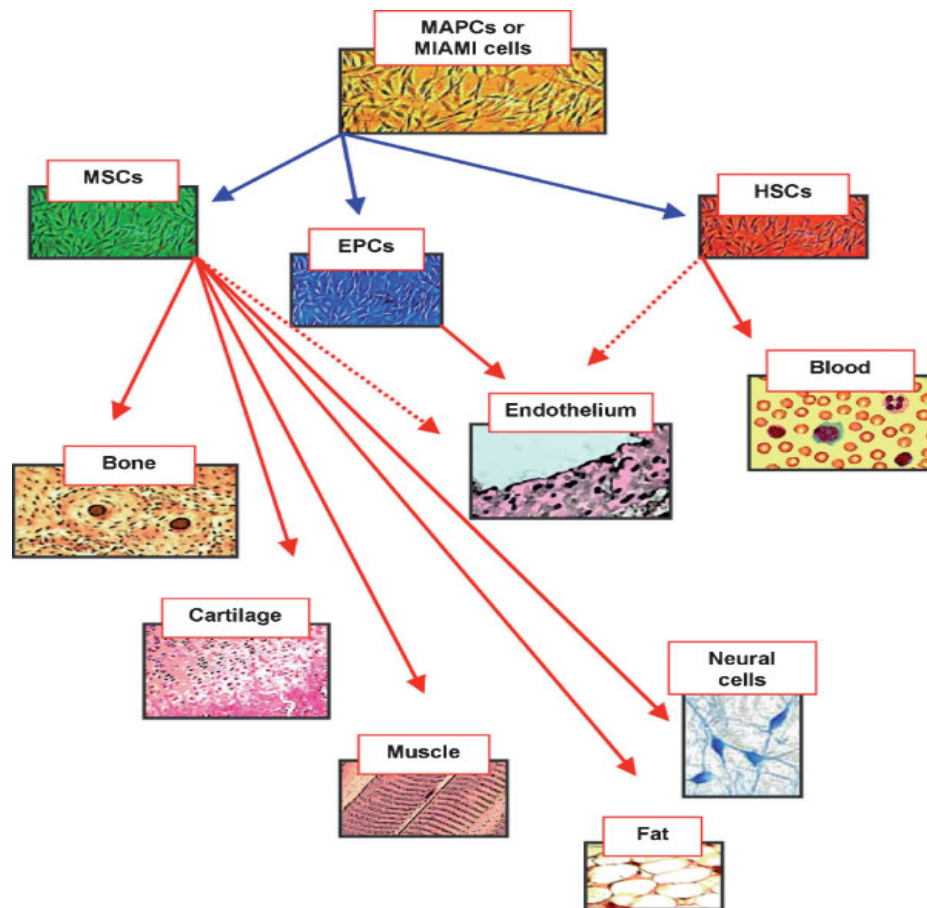 MAPCs or
MIAMI cells
MSCs
HSCs
EPCs
Blood
Endothelium
Bone
Cartilage
Neural
cells
Muscle
Fat